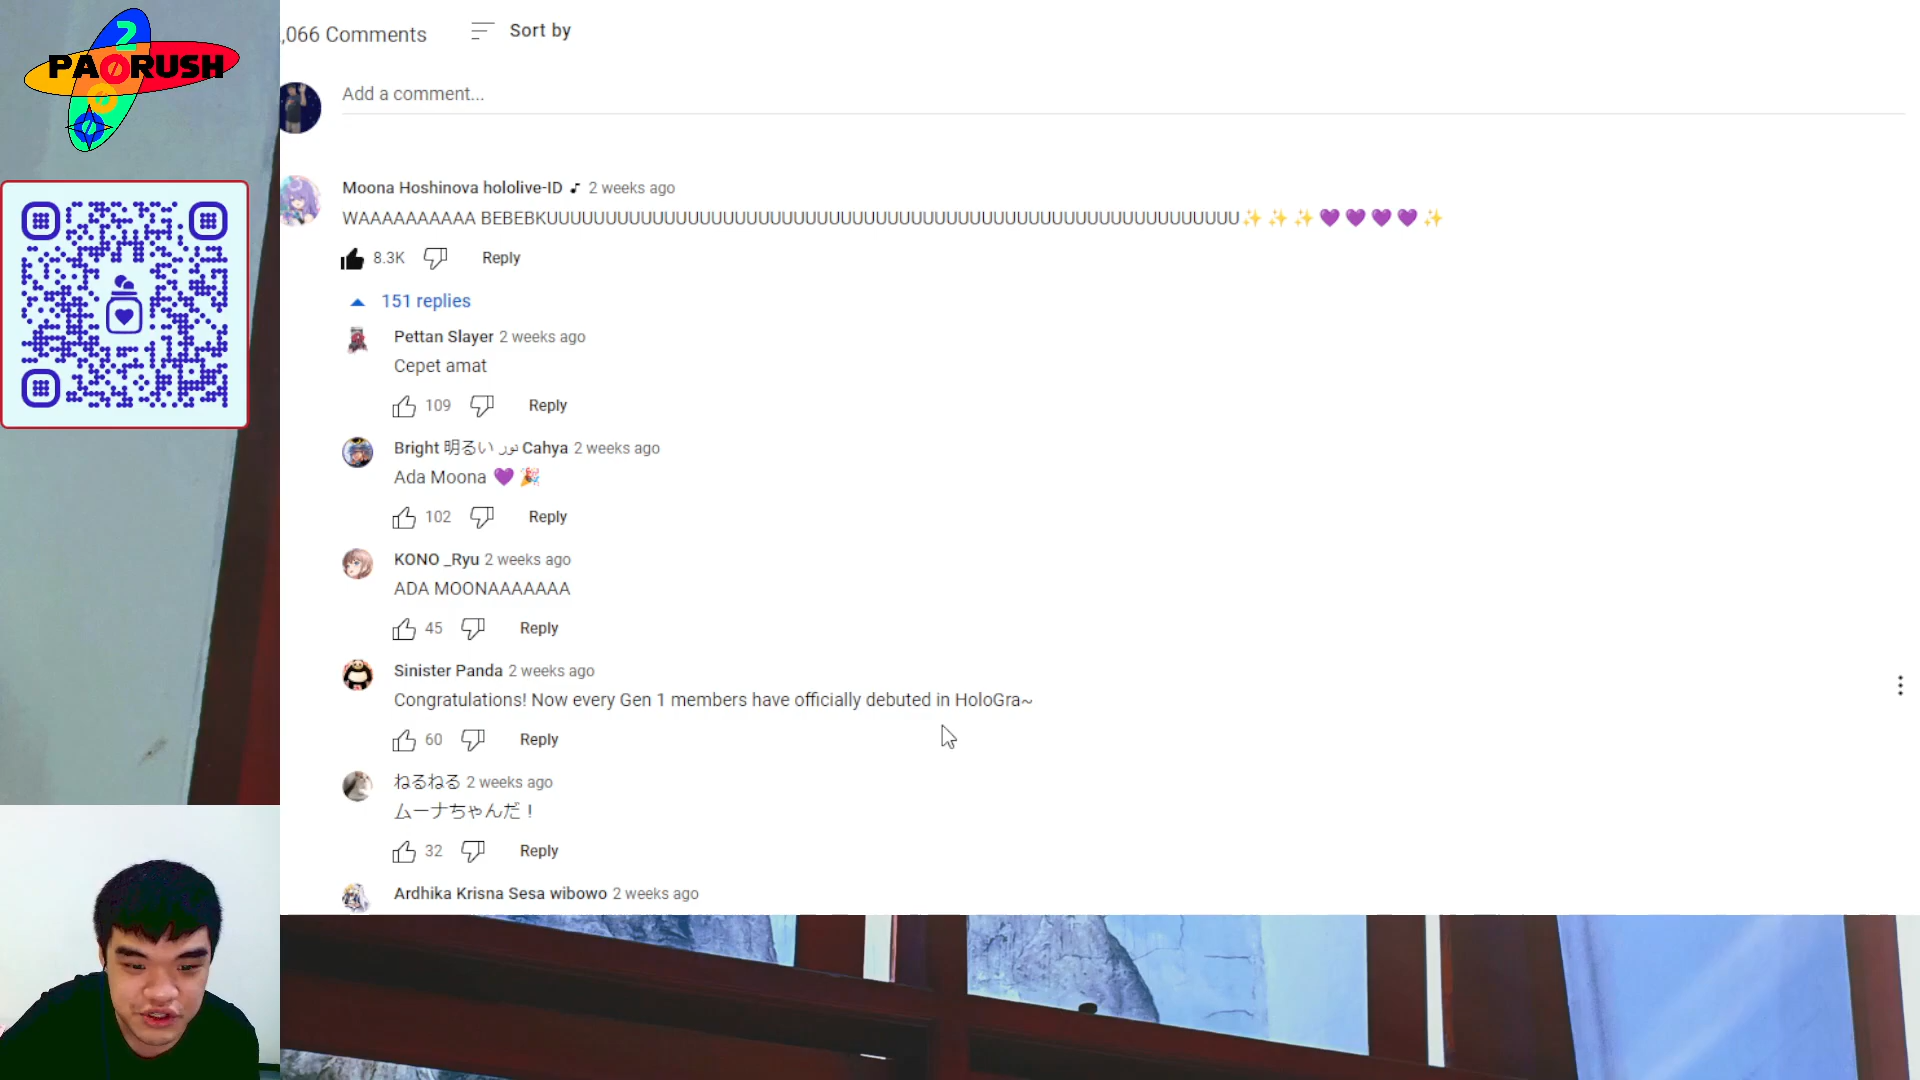 2
PAØRUSH
,066 Comments
Sort by
Add a comment...
Moona Hoshinova hololive-ID 2 weeks ago
8.3K
Reply
151 replies
Pettan Slayer 2 weeks ago
Cepet amat
109
Reply
Bright 明るい نور Cahya 2 weeks ago
Ada Moona 💜 🎉
102
Reply
KONO _Ryu 2 weeks ago
ADA MOONAAAAAAA
45
Reply
Sinister Panda 2 weeks ago
Congratulations! Now every Gen 1 members have officially debuted in HoloGra~
60
Reply
ねるねる 2 weeks ago
ムーナちゃんだ！
32
Reply
Ardhika Krisna Sesa wibowo 2 weeks ago